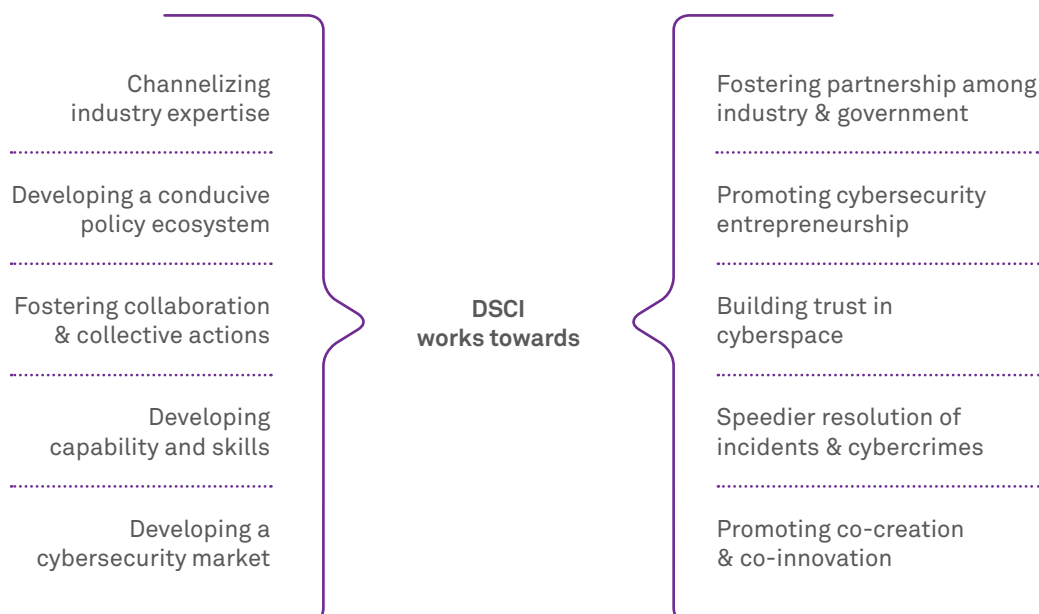 Channelizing
industry expertise
Developing a conducive
policy ecosystem
Fostering collaboration
& collective actions
Developing
capability and skills
Developing a
cybersecurity market
DSCI
works towards
Fostering partnership among
industry & government
Promoting cybersecurity
entrepreneurship
Building trust in
cyberspace
Speedier resolution of
incidents & cybercrimes
Promoting co-creation
& co-innovation